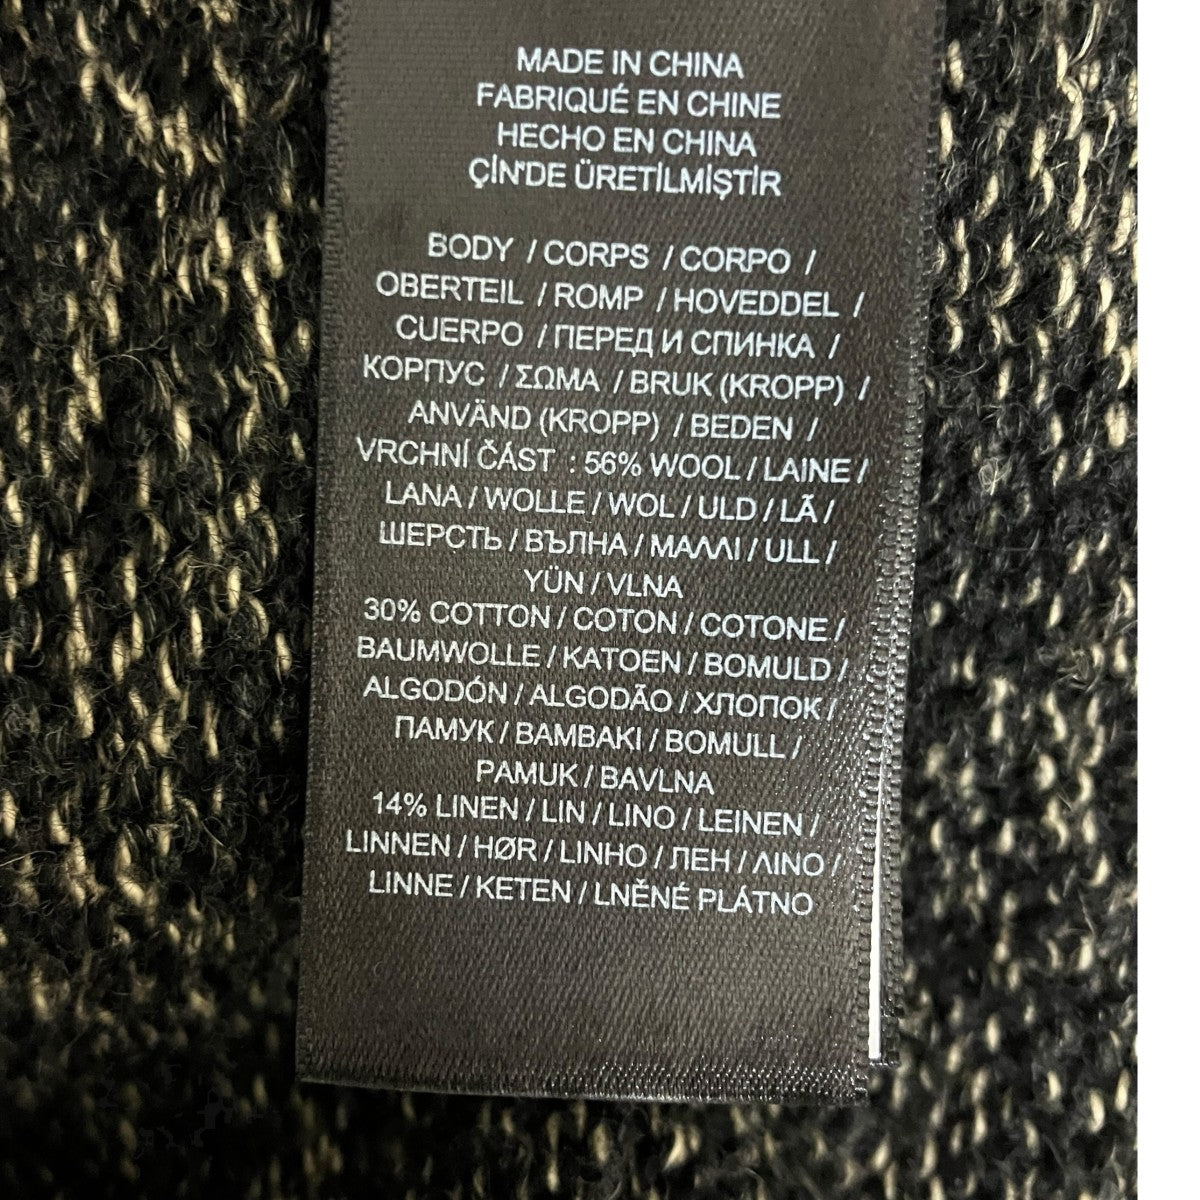 MADE IN CHINA
FABRIQUÉ EN CHINE
HECHO EN CHINA
ÇİN'DE ÜRETİLMİŞTİR
BODY / CORPS / CORPO /
OBERTEIL / ROMP / HOVEDDEL /
CUERPO / ПЕРЕД И СПИНКА /
КОРПУС / ΣΩΜΑ / BRUK (KROPP) /
ANVÄND (KROPP) / BEDEN /
VRCHNÍ ČÁST : 56% WOOL / LAINE /
LANA / WOLLE / WOL / ULD / LÃ /
ШЕРСТЬ / ВЪЛНА / ΜΑΛΛΙ / ULL /
YÜN / VLNA
30% COTTON / COTON / COTONE /
BAUMWOLLE / KATOEN / BOMULD /
ALGODÓN / ALGODÃO / ХЛОПОК /
ПАМУК / ΒΑΜΒΑΚΙ / BOMULL /
PAMUK / BAVLNA
14% LINEN / LIN / LINO / LEINEN /
LINNEN / HØR / LINHO / ЛЕН / ΛΙΝΟ /
LINNE / KETEN / LNĚNÉ PLÁTNO